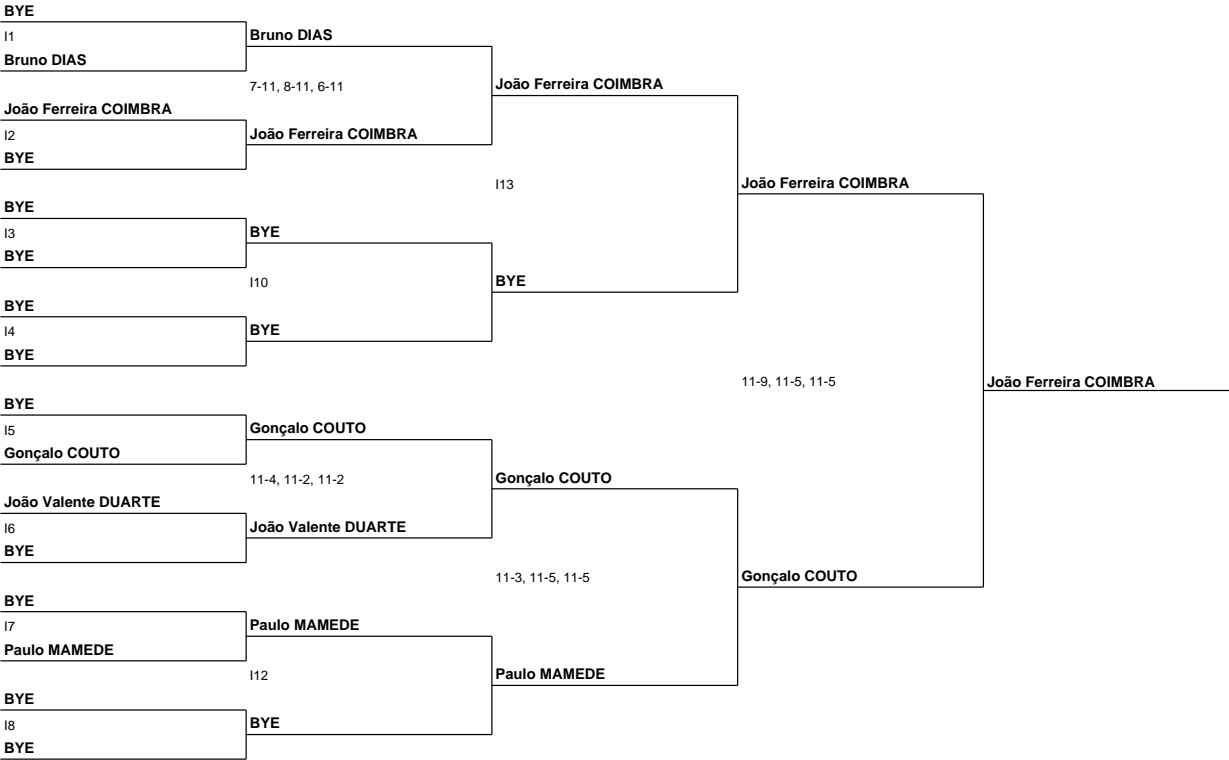 BYE
I1
Bruno DIAS
João Ferreira COIMBRA
I2
BYE
BYE
I3
BYE
BYE
I4
BYE
BYE
I5
Gonçalo COUTO
João Valente DUARTE
I6
BYE
BYE
I7
Paulo MAMEDE
BYE
I8
BYE
Bruno DIAS
7-11, 8-11, 6-11
João Ferreira COIMBRA
BYE
I10
BYE
Gonçalo COUTO
11-4, 11-2, 11-2
João Valente DUARTE
Paulo MAMEDE
I12
BYE
João Ferreira COIMBRA
I13
BYE
Gonçalo COUTO
11-3, 11-5, 11-5
Paulo MAMEDE
João Ferreira COIMBRA
11-9, 11-5, 11-5
Gonçalo COUTO
João Ferreira COIMBRA